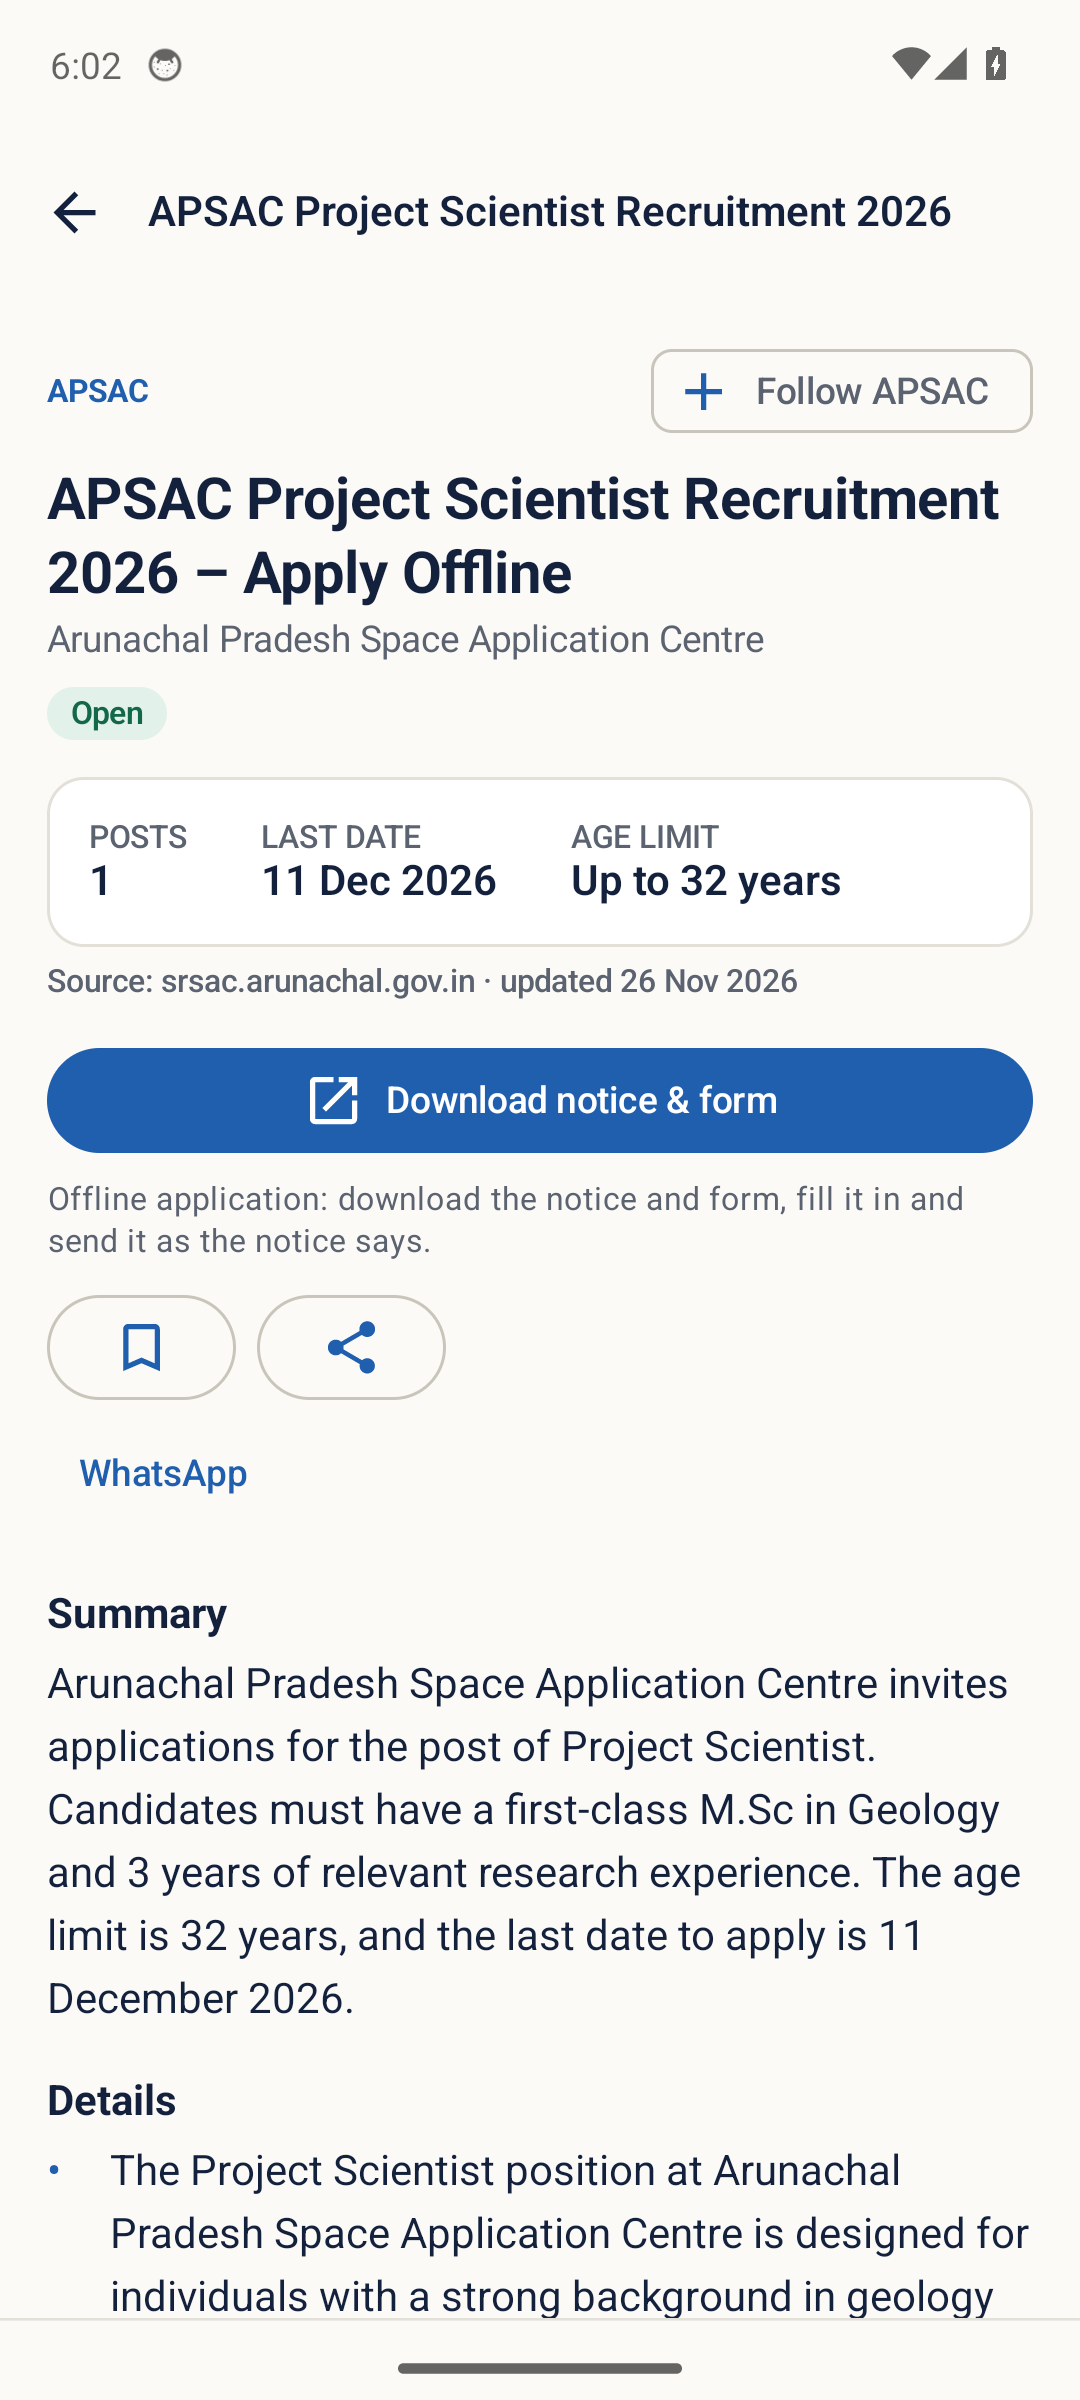 6:02
APSAC Project Scientist Recruitment 2026
APSAC
Follow APSAC
APSAC Project Scientist Recruitment
2026 – Apply Offline
Arunachal Pradesh Space Application Centre
Open
POSTS
1
LAST DATE
11 Dec 2026
AGE LIMIT
Up to 32 years
Source: srsac.arunachal.gov.in · updated 26 Nov 2026
Download notice & form
Offline application: download the notice and form, fill it in and
send it as the notice says.
WhatsApp
Summary
Arunachal Pradesh Space Application Centre invites
applications for the post of Project Scientist.
Candidates must have a first-class M.Sc in Geology
and 3 years of relevant research experience. The age
limit is 32 years, and the last date to apply is 11
December 2026.
Details
• The Project Scientist position at Arunachal
Pradesh Space Application Centre is designed for
individuals with a strong background in geology